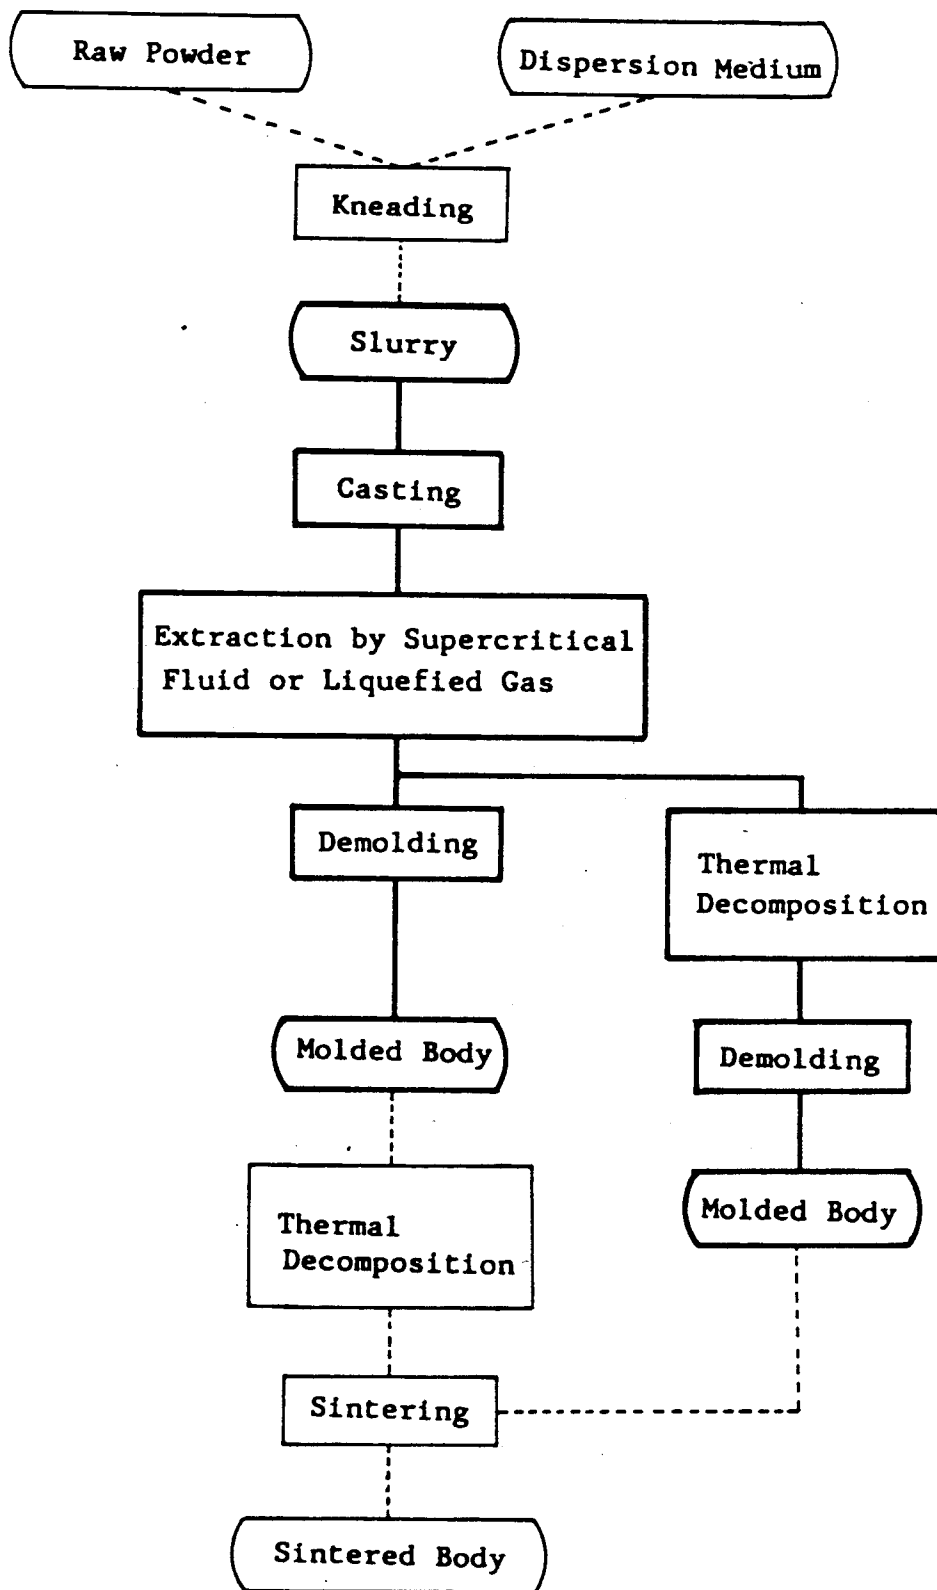 Raw Powder
Dispersion Medium
Kneading
Slurry
Casting
Extraction by Supercritical
Fluid or Liquefied Gas
Demolding
Thermal
Decomposition
Molded Body
Demolding
Molded Body
Thermal
Decomposition
Sintering
Sintered Body